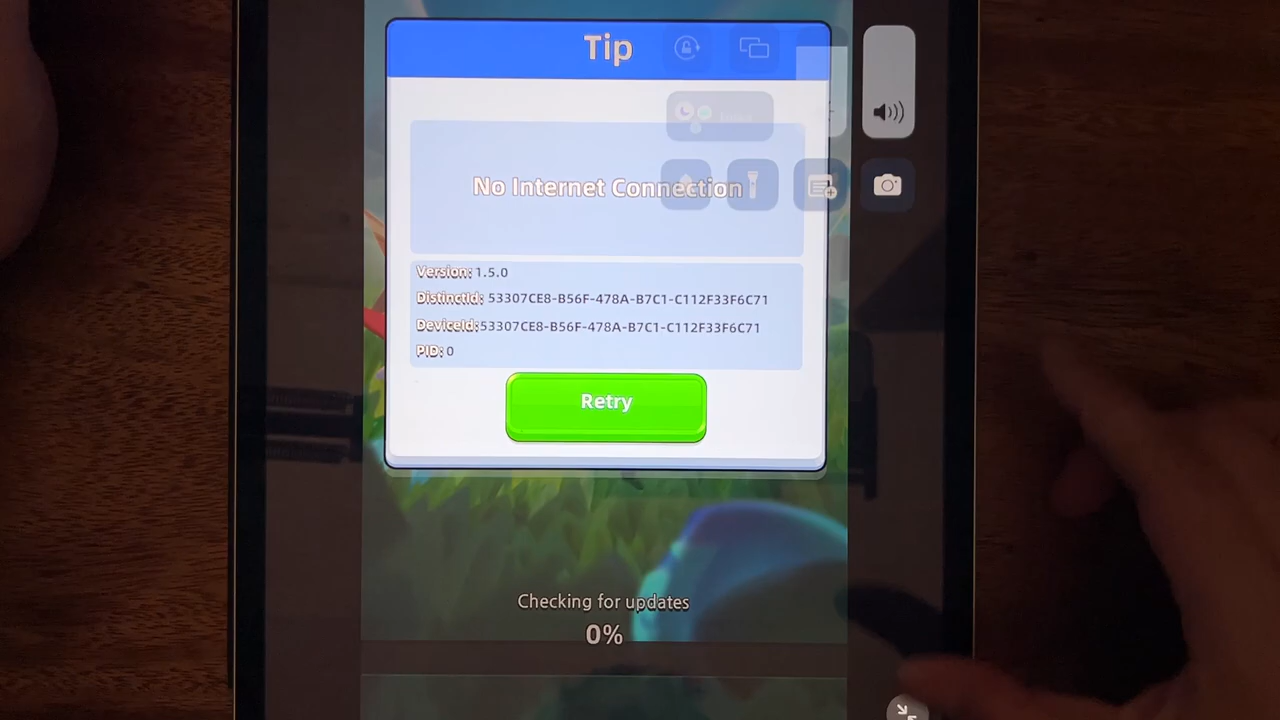 Tip
No Internet Connection
Version: 1.5.0
DistinctId: 53307CE8-B56F-478A-B7C1-C112F33F6C71
DeviceId:53307CE8-B56F-478A-B7C1-C112F33F6C71
PID: 0
Retry
Checking for updates
0%